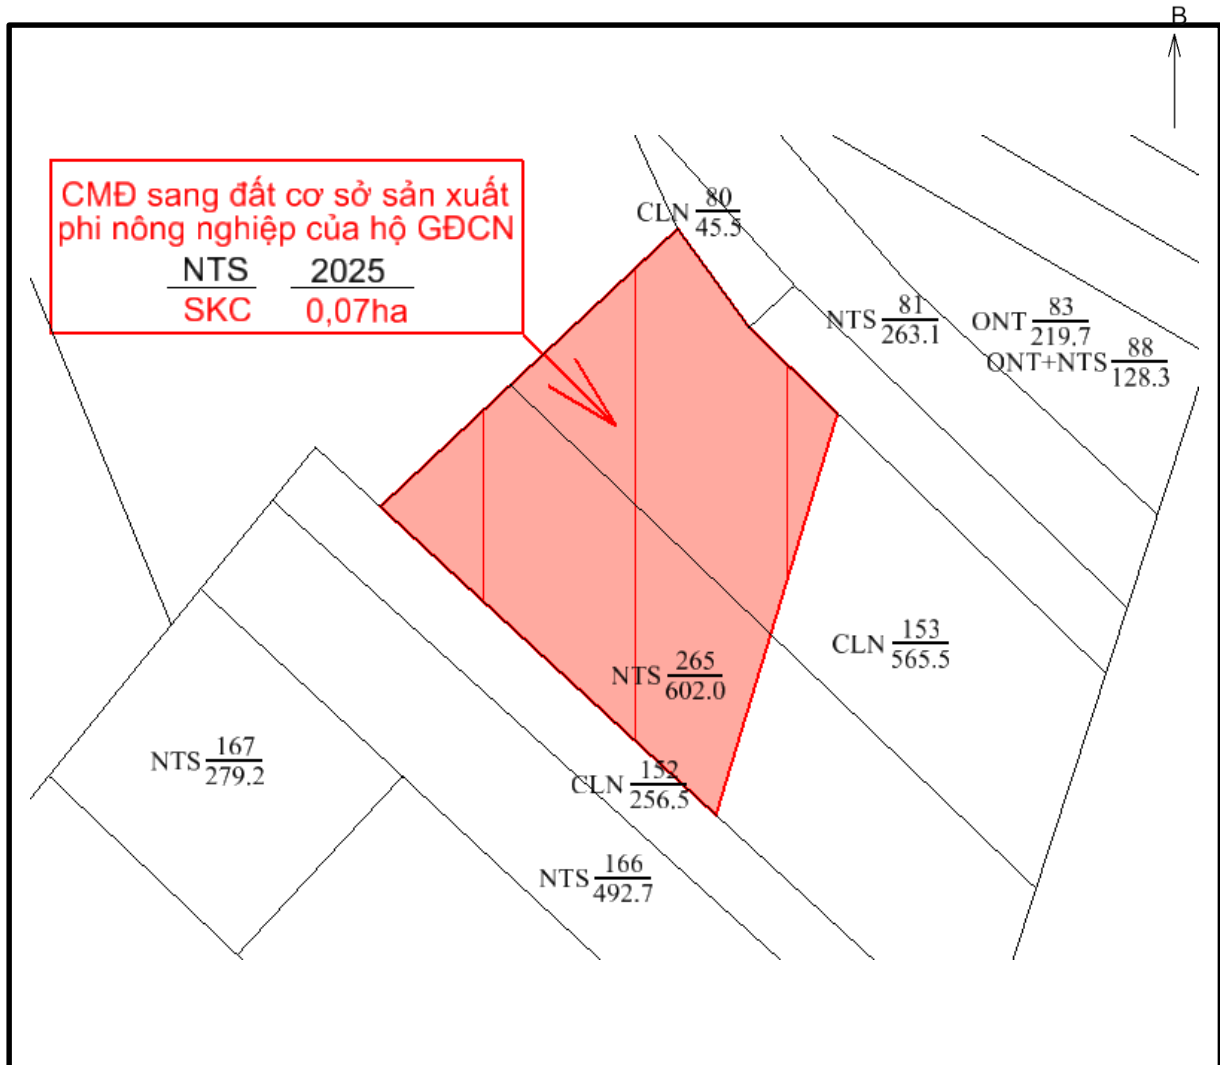 B
CMĐ sang đất cơ sở sản xuất
phi nông nghiệp của hộ GĐCN
NTS 2025
SKC 0,07ha
CLN 80
45.5
NTS 81
263.1
ONT 83
219.7
ONT+NTS 88
128.3
CLN 153
565.5
NTS 265
602.0
NTS 167
279.2
CLN 152
256.5
NTS 166
492.7